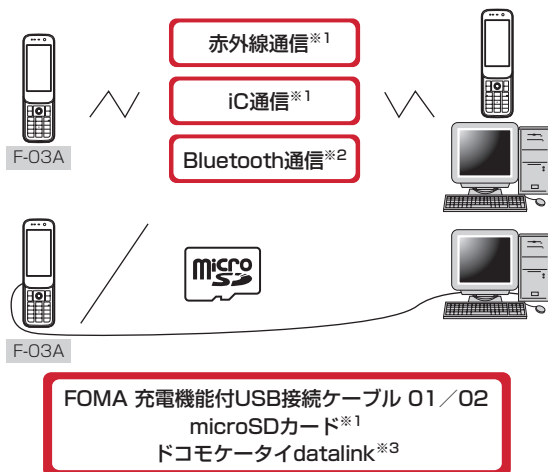 赤外線通信※1
iC通信※1
Bluetooth通信※2
F-03A
micro
SD
F-03A
FOMA 充電機能付USB接続ケーブル 01／02
microSDカード※1
ドコモケータイdatalink※3